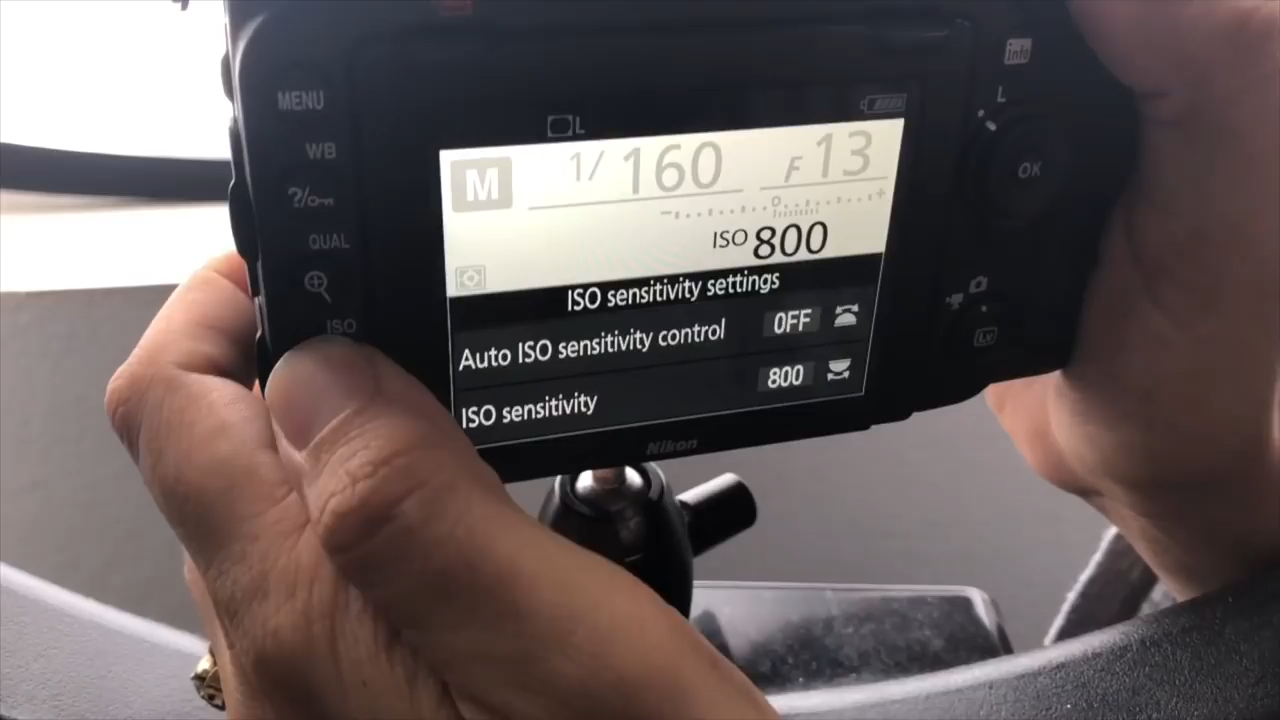 info
MENU
L
L
WB
M 1/160 F13
OK
?/
QUAL
- o +
ISO 800
ISO sensitivity settings
ISO
Auto ISO sensitivity control OFF
Lv
ISO sensitivity 800
Nikon